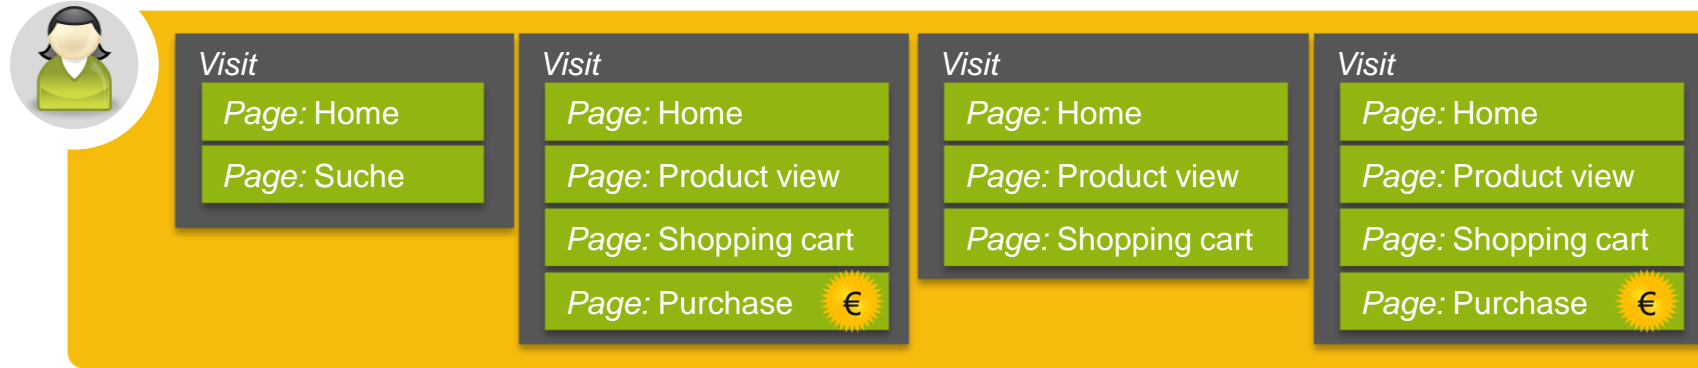 Visit
Page: Home
Page: Suche
Visit
Page: Home
Page: Product view
Page: Shopping cart
Page: Purchase €
Visit
Page: Home
Page: Product view
Page: Shopping cart
Visit
Page: Home
Page: Product view
Page: Shopping cart
Page: Purchase €